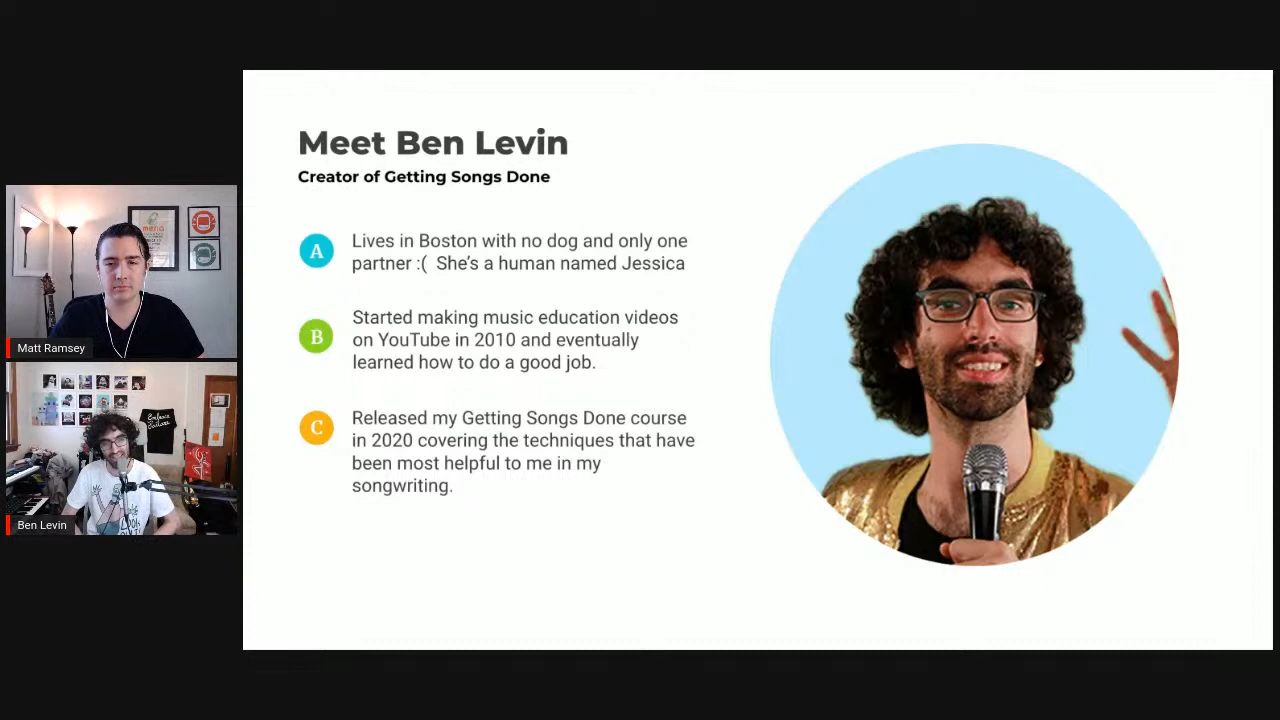 Meet Ben Levin
Creator of Getting Songs Done
A
Lives in Boston with no dog and only one
partner :(  She's a human named Jessica
B
Started making music education videos
on YouTube in 2010 and eventually
learned how to do a good job.
C
Released my Getting Songs Done course
in 2020 covering the techniques that have
been most helpful to me in my
songwriting.
Matt Ramsey
Embrace
Failure
Ben Levin